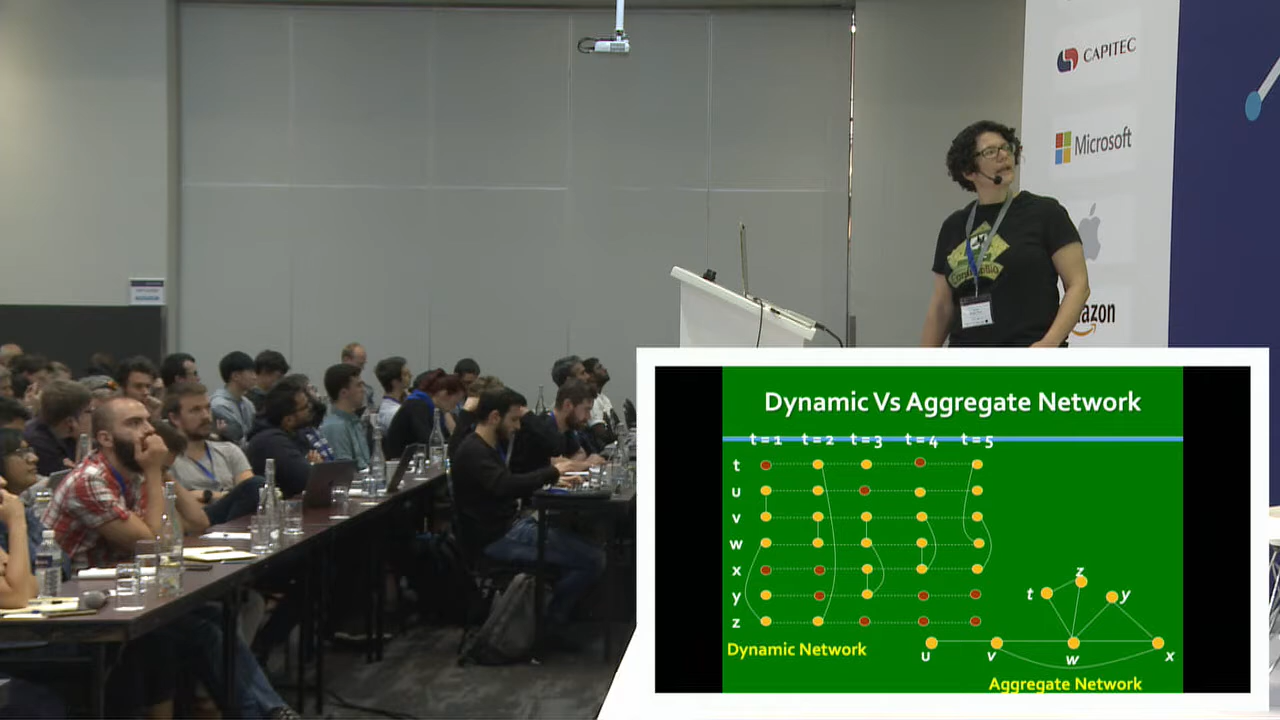 CAPITEC
Microsoft
azon
Dynamic Vs Aggregate Network
t = 1 t = 2 t = 3 t = 4 t = 5
t
u
v
w
x
y
z
Dynamic Network
z
t
y
u
v
w
x
Aggregate Network